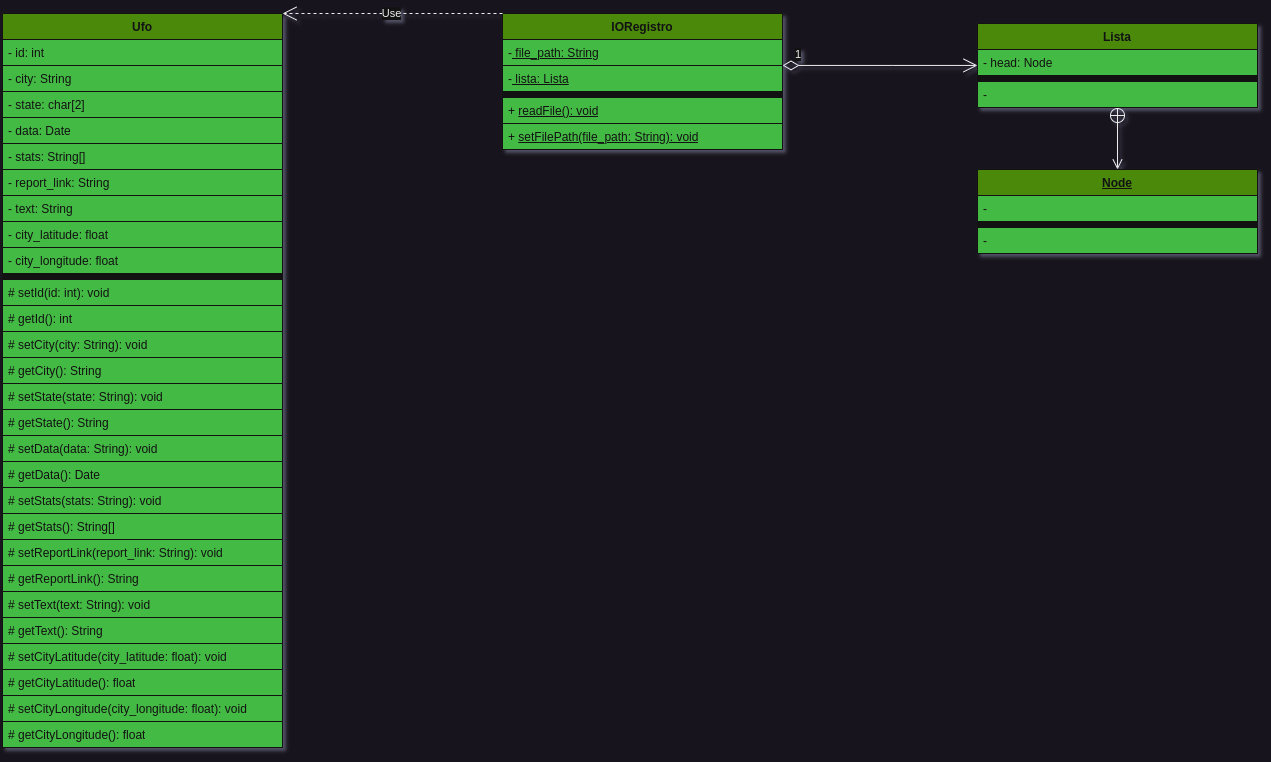 Ufo
- id: int
- city: String
- state: char[2]
- data: Date
- stats: String[]
- report_link: String
- text: String
- city_latitude: float
- city_longitude: float
# setId(id: int): void
# getId(): int
# setCity(city: String): void
# getCity(): String
# setState(state: String): void
# getState(): String
# setData(data: String): void
# getData(): Date
# setStats(stats: String): void
# getStats(): String[]
# setReportLink(report_link: String): void
# getReportLink(): String
# setText(text: String): void
# getText(): String
# setCityLatitude(city_latitude: float): void
# getCityLatitude(): float
# setCityLongitude(city_longitude: float): void
# getCityLongitude(): float
Use
IORegistro
- file_path: String
- lista: Lista
+ readFile(): void
+ setFilePath(file_path: String): void
1
Lista
- head: Node
-
Node
-
-